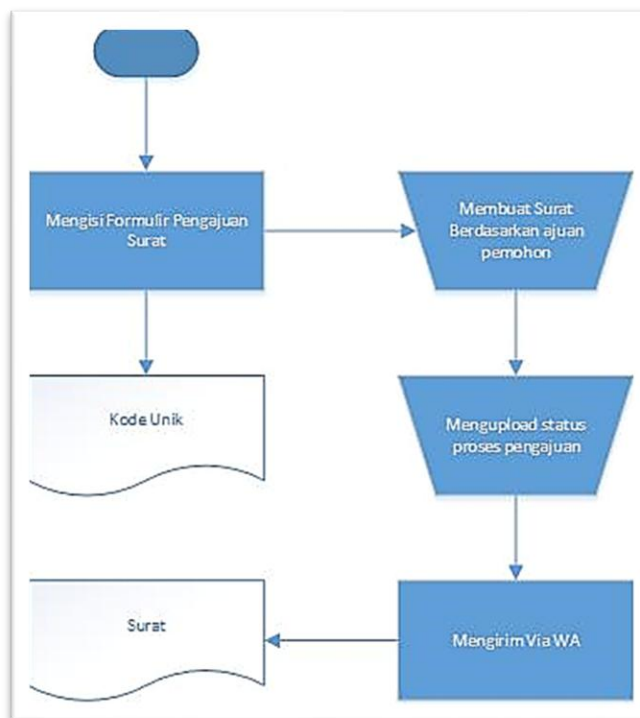 Mengisi Formulir Pengajuan
Surat
Membuat Surat
Berdasarkan ajuan
pemohon
Kode Unik
Mengupload status
proses pengajuan
Surat
Mengirim Via WA